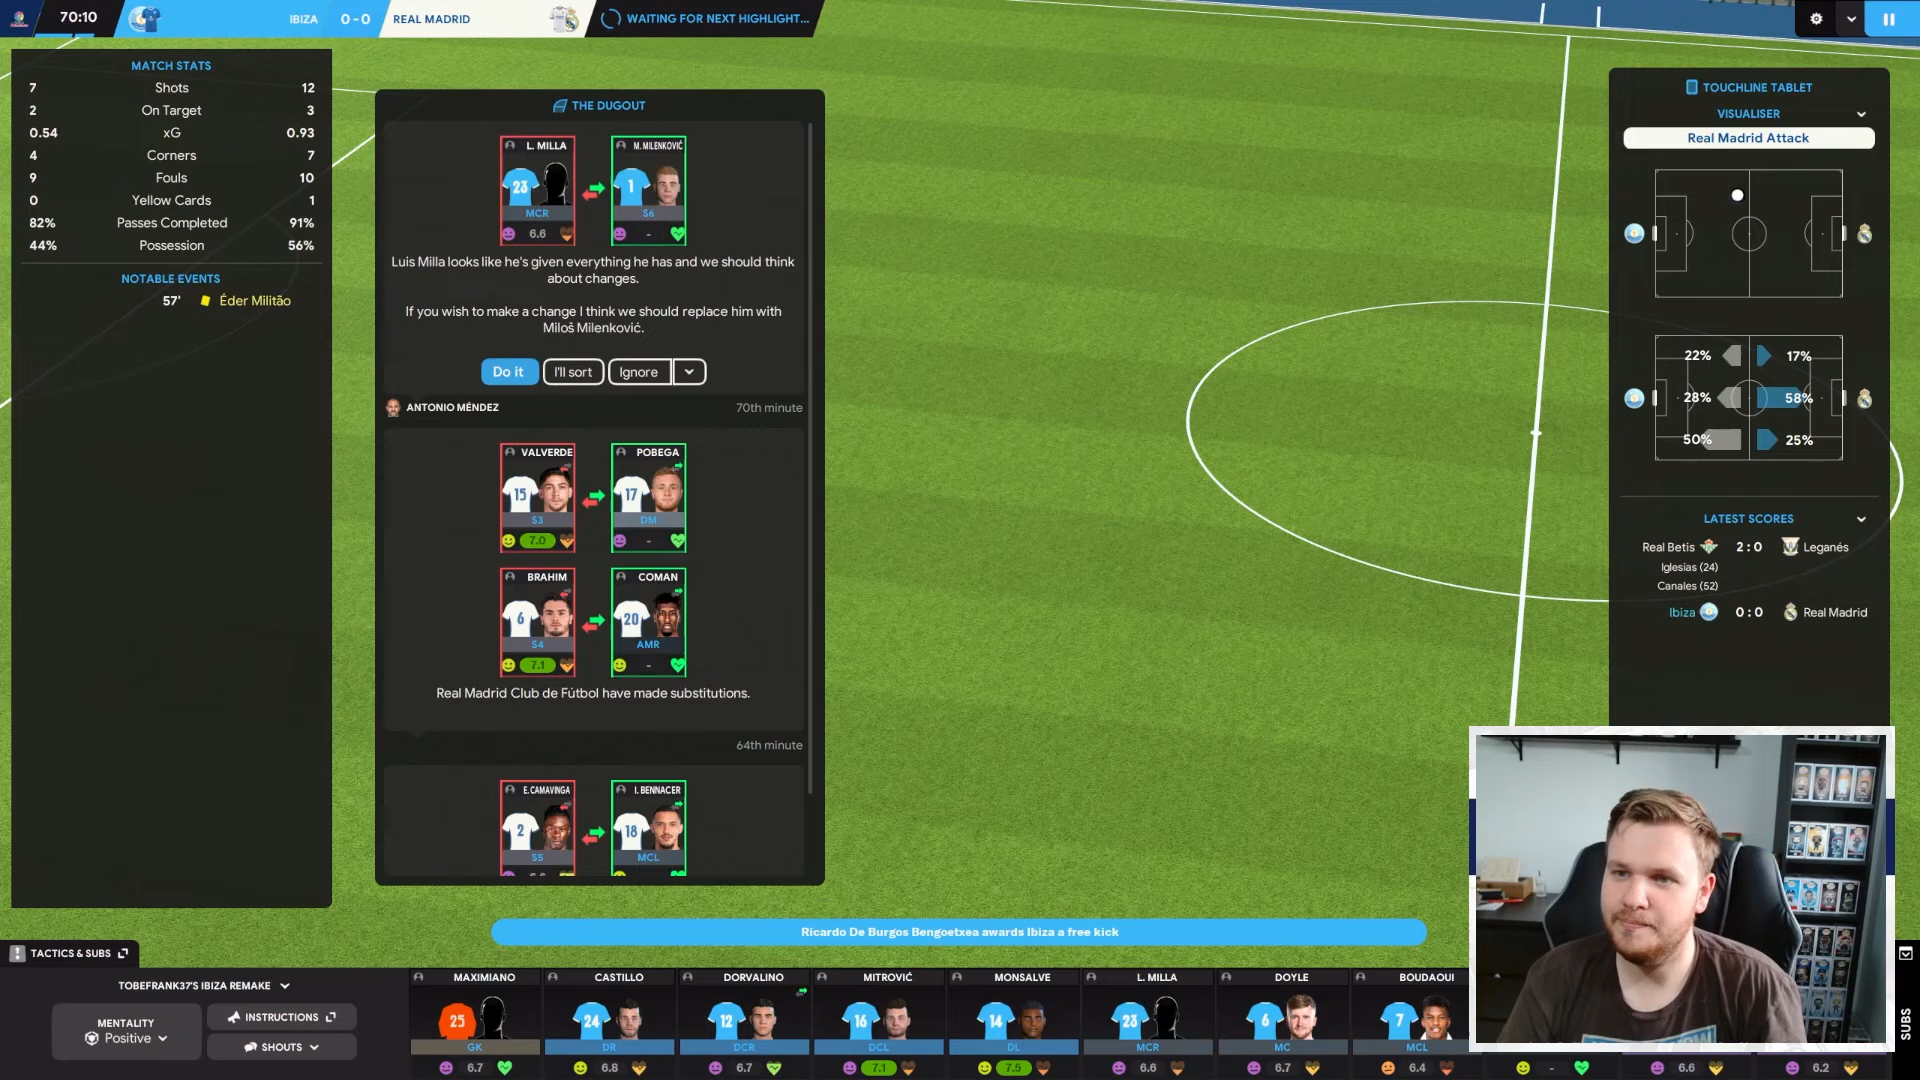 70:10
IBIZA
0 - 0
REAL MADRID
WAITING FOR NEXT HIGHLIGHT...
MATCH STATS
7 Shots 12
2 On Target 3
0.54 xG 0.93
4 Corners 7
9 Fouls 10
0 Yellow Cards 1
82% Passes Completed 91%
44% Possession 56%
NOTABLE EVENTS
57' Éder Militão
THE DUGOUT
L. MILLA
M. MILENKOVIĆ
23
1
MCR
S6
6.6
-
Luis Milla looks like he's given everything he has and we should think
about changes.
If you wish to make a change I think we should replace him with
Miloš Milenković.
Do it
I'll sort
Ignore
ANTONIO MÉNDEZ
70th minute
VALVERDE
POBEGA
15
17
S3
DM
7.0
-
BRAHIM
COMAN
6
20
S4
AMR
7.1
-
Real Madrid Club de Fútbol have made substitutions.
64th minute
E. CAMAVINGA
I. BENNACER
2
18
S5
MCL
TOUCHLINE TABLET
VISUALISER
Real Madrid Attack
22% 17%
28% 58%
50% 25%
LATEST SCORES
Real Betis 2 : 0 Leganés
Iglesias (24)
Canales (52)
Ibiza 0 : 0 Real Madrid
Ricardo De Burgos Bengoetxea awards Ibiza a free kick
TACTICS & SUBS
TOBEFRANK37'S IBIZA REMAKE
MENTALITY
Positive
INSTRUCTIONS
SHOUTS
MAXIMIANO
25
GK
6.7
CASTILLO
24
DR
6.8
DORVALINO
12
DCR
6.7
MITROVIĆ
16
DCL
7.1
MONSALVE
14
DL
7.5
L. MILLA
23
MCR
6.6
DOYLE
6
MC
6.7
BOUDAOUI
7
MCL
6.4
-
6.6
6.2
SUBS